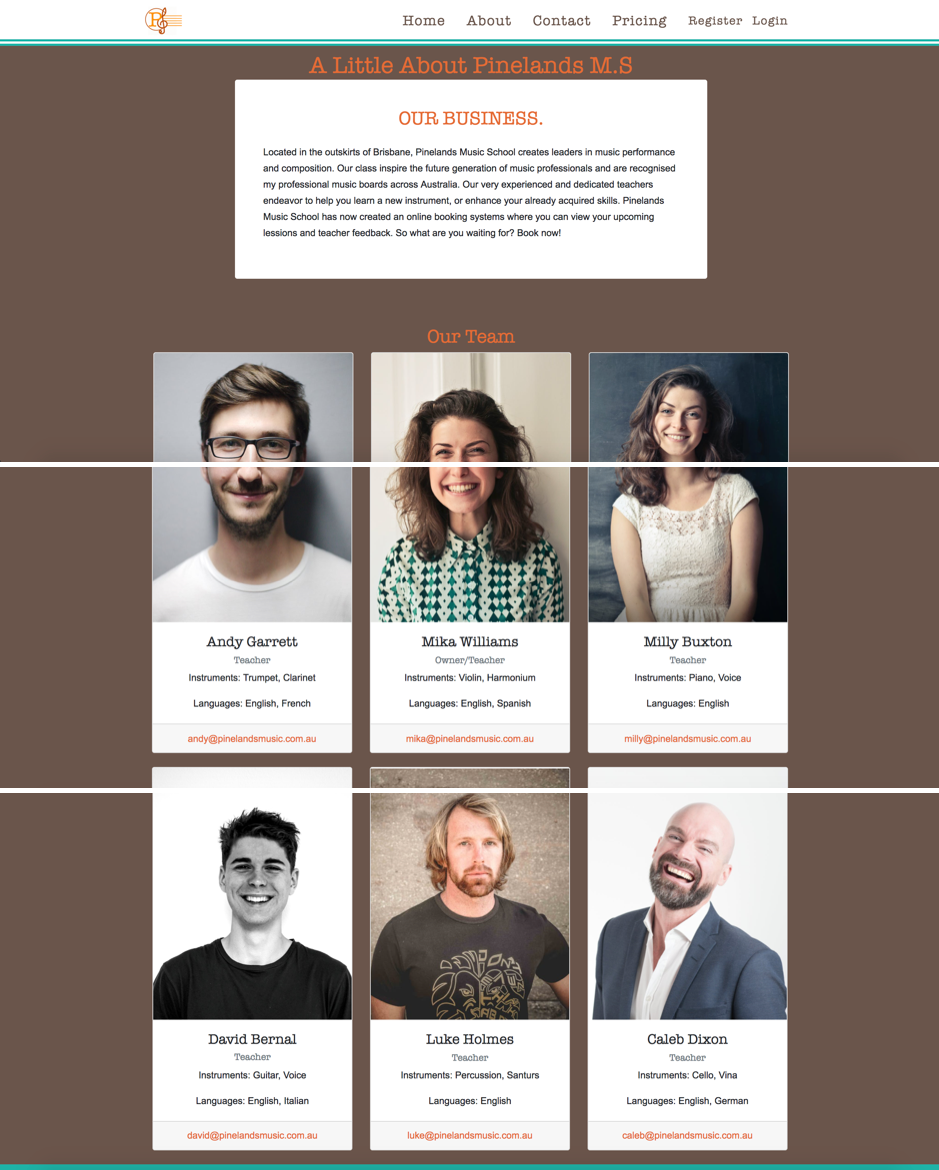 Home About Contact Pricing Register Login
A Little About Pinelands M.S
OUR BUSINESS.
Located in the outskirts of Brisbane, Pinelands Music School creates leaders in music performance
and composition. Our class inspire the future generation of music professionals and are recognised
my professional music boards across Australia. Our very experienced and dedicated teachers
endeavor to help you learn a new instrument, or enhance your already acquired skills. Pinelands
Music School has now created an online booking systems where you can view your upcoming
lessions and teacher feedback. So what are you waiting for? Book now!
Our Team
Andy Garrett
Teacher
Instruments: Trumpet, Clarinet
Languages: English, French
andy@pinelandsmusic.com.au
Mika Williams
Owner/Teacher
Instruments: Violin, Harmonium
Languages: English, Spanish
mika@pinelandsmusic.com.au
Milly Buxton
Teacher
Instruments: Piano, Voice
Languages: English
milly@pinelandsmusic.com.au
David Bernal
Teacher
Instruments: Guitar, Voice
Languages: English, Italian
david@pinelandsmusic.com.au
Luke Holmes
Teacher
Instruments: Percussion, Santurs
Languages: English
luke@pinelandsmusic.com.au
Caleb Dixon
Teacher
Instruments: Cello, Vina
Languages: English, German
caleb@pinelandsmusic.com.au